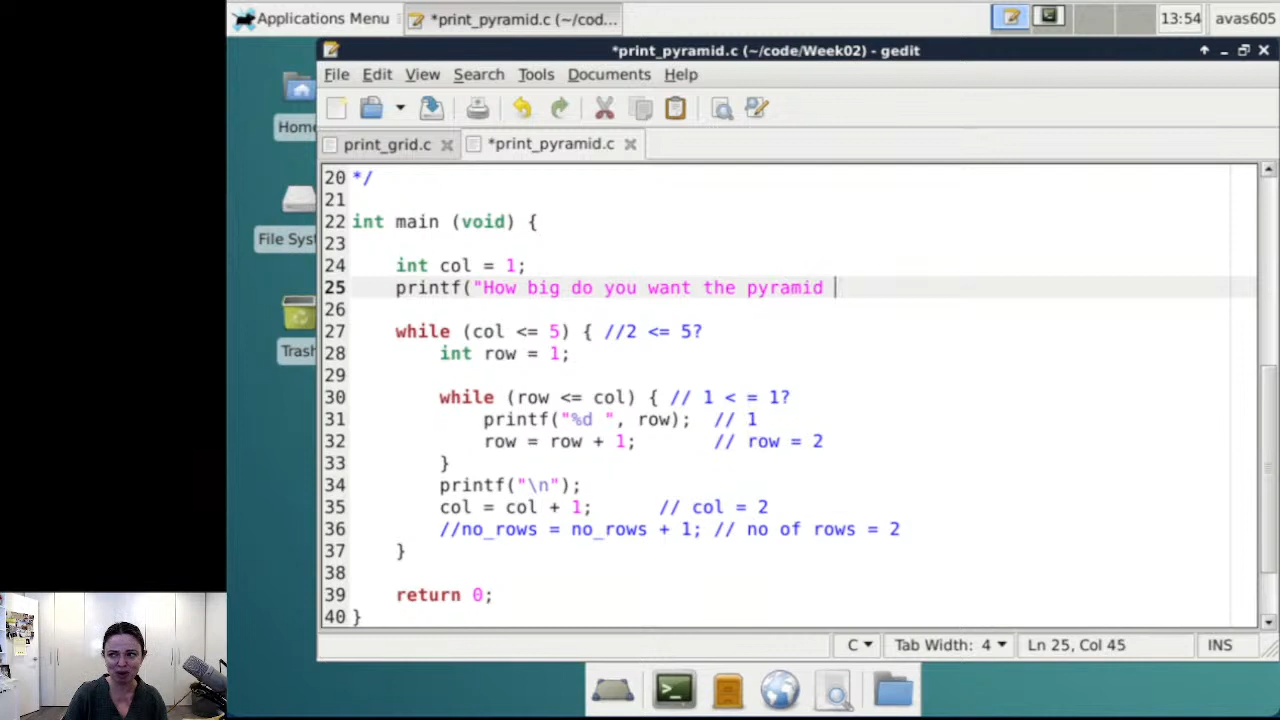 Applications Menu
*print_pyramid.c (~/cod...
13:54
avas605
*print_pyramid.c (~/code/Week02) - gedit
File Edit View Search Tools Documents Help
print_grid.c
*print_pyramid.c
Home
File Sys
Trash
20 */
21
22 int main (void) {
23
24 int col = 1;
25 printf("How big do you want the pyramid
26
27 while (col <= 5) { //2 <= 5?
28 int row = 1;
29
30 while (row <= col) { // 1 < = 1?
31 printf("%d ", row); // 1
32 row = row + 1; // row = 2
33 }
34 printf("\n");
35 col = col + 1; // col = 2
36 //no_rows = no_rows + 1; // no of rows = 2
37 }
38
39 return 0;
40 }
C Tab Width: 4 Ln 25, Col 45 INS